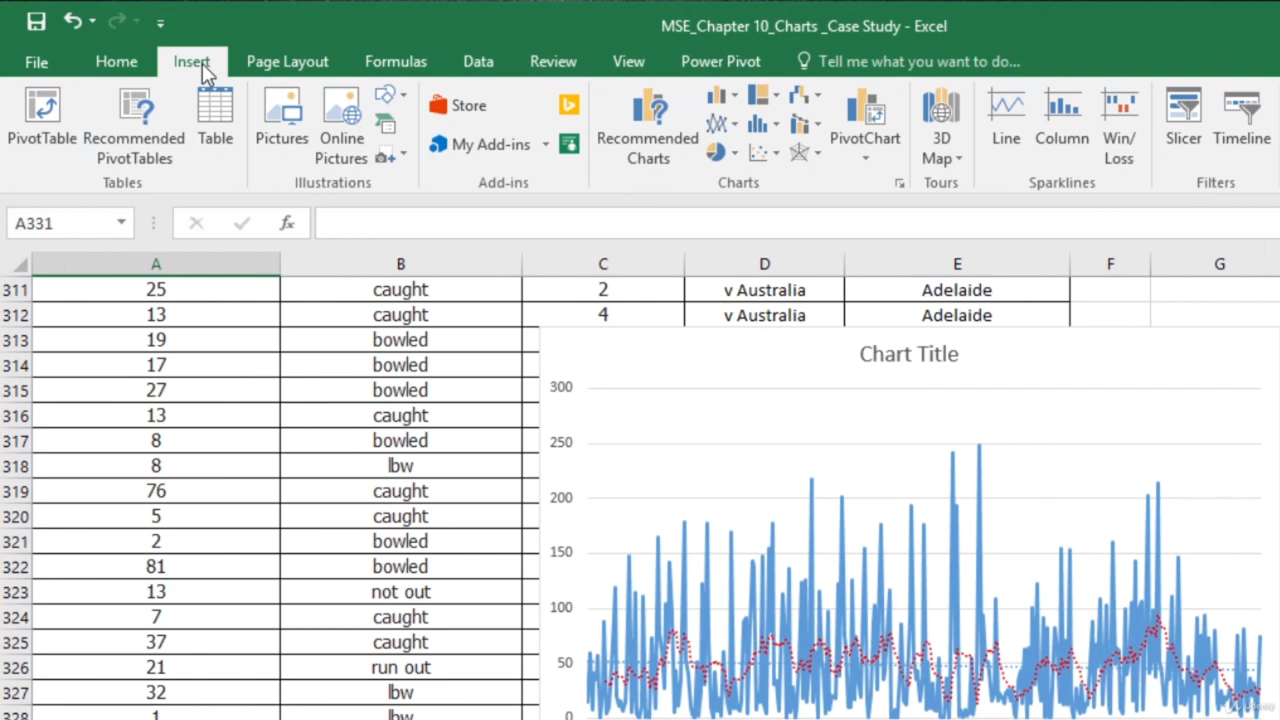 MSE_Chapter 10_Charts _Case Study - Excel
File Home Insert Page Layout Formulas Data Review View Power Pivot Tell me what you want to do...
PivotTable Recommended PivotTables Table Pictures Online Pictures Store My Add-ins Recommended Charts PivotChart 3D Map Line Column Win/ Loss Slicer Timeline
Tables Illustrations Add-ins Charts Tours Sparklines Filters
A331 fx
A B C D E F G
311 25 caught 2 v Australia Adelaide
312 13 caught 4 v Australia Adelaide
313 19 bowled
314 17 bowled
315 27 bowled
316 13 caught
317 8 bowled
318 8 lbw
319 76 caught
320 5 caught
321 2 bowled
322 81 bowled
323 13 not out
324 7 caught
325 37 caught
326 21 run out
327 32 lbw
328 1 lbw
Chart Title
300
250
200
150
100
50
0
Udemy